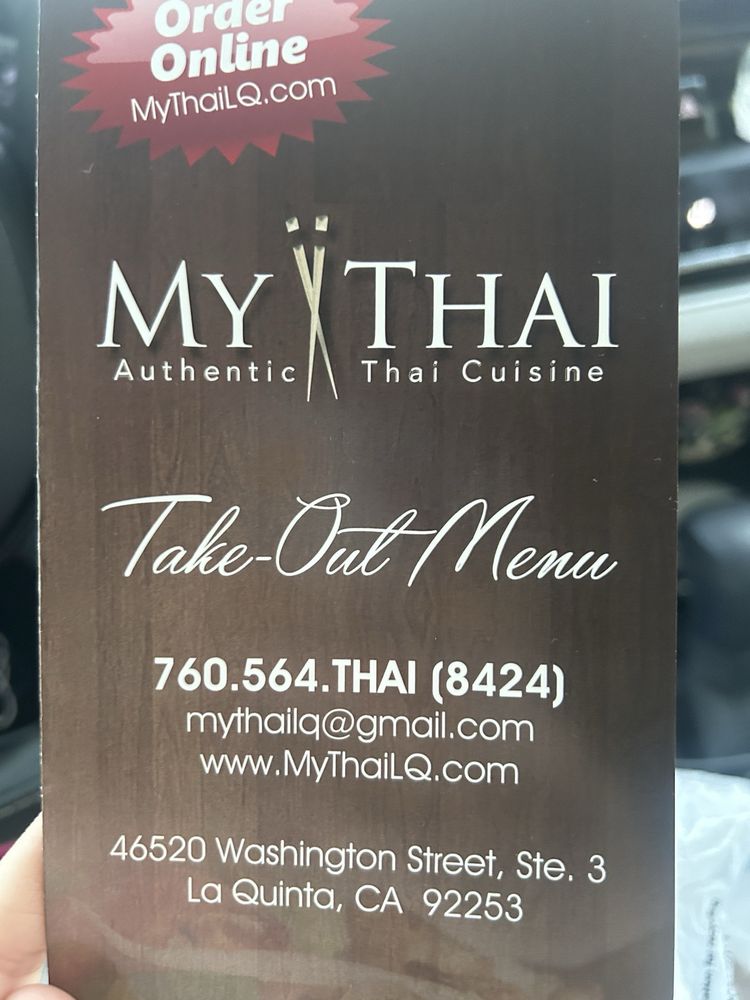 Order
Online
MyThaiLQ.com
MY THAI
Authentic Thai Cuisine
Take-Out Menu
760.564.THAI (8424)
mythailq@gmail.com
www.MyThaiLQ.com
46520 Washington Street, Ste. 3
La Quinta, CA 92253